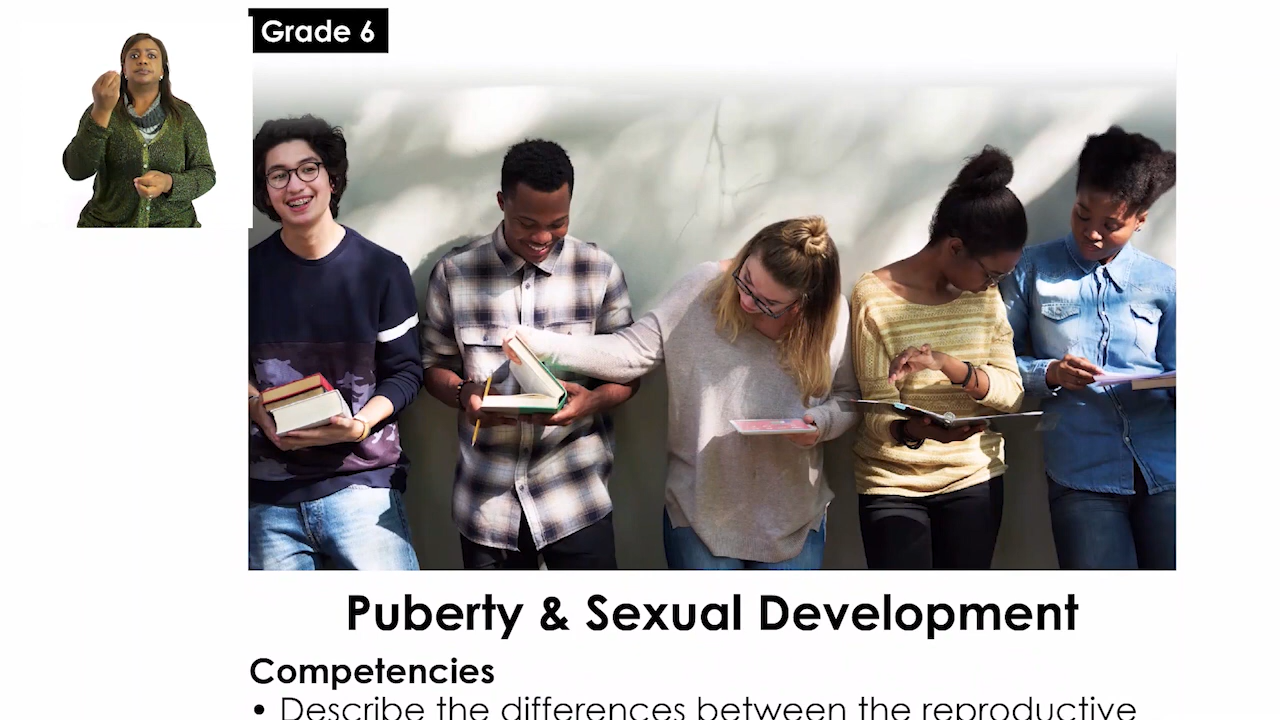 Grade 6
Puberty & Sexual Development
Competencies
• Describe the differences between the reproductive